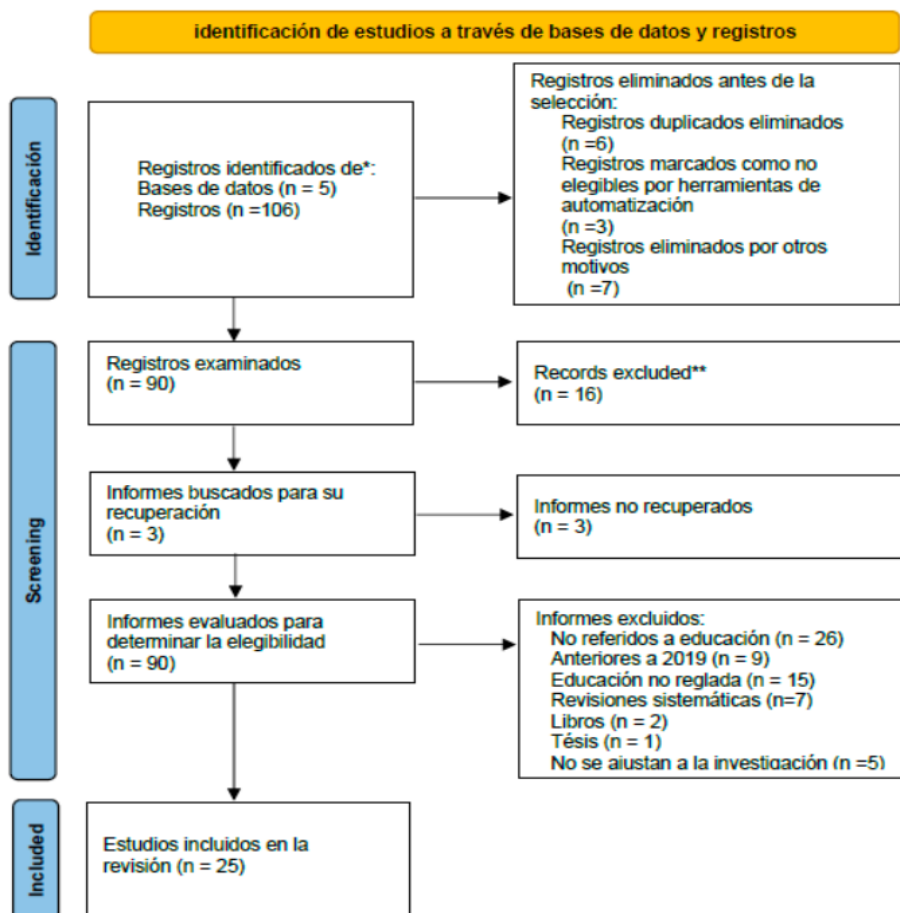 identificación de estudios a través de bases de datos y registros
Identificación
Registros identificados de*:
Bases de datos (n = 5)
Registros (n =106)
Registros eliminados antes de la
selección:
Registros duplicados eliminados
(n =6)
Registros marcados como no
elegibles por herramientas de
automatización
(n =3)
Registros eliminados por otros
motivos
(n =7)
Screening
Registros examinados
(n = 90)
Records excluded**
(n = 16)
Informes buscados para su
recuperación
(n = 3)
Informes no recuperados
(n = 3)
Informes evaluados para
determinar la elegibilidad
(n = 90)
Informes excluidos:
No referidos a educación (n = 26)
Anteriores a 2019 (n = 9)
Educación no reglada (n = 15)
Revisiones sistemáticas (n=7)
Libros (n = 2)
Tésis (n = 1)
No se ajustan a la investigación (n =5)
Included
Estudios incluidos en la
revisión (n = 25)